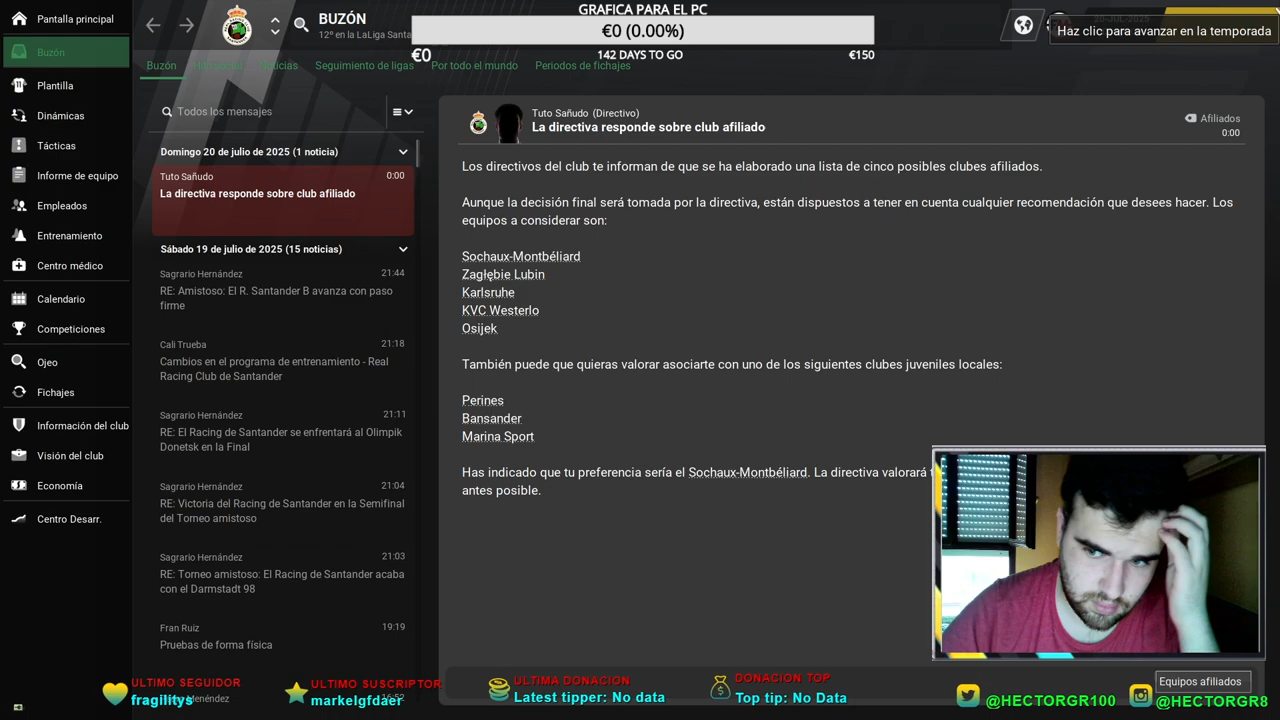 Pantalla principal
Buzón
Plantilla
Dinámicas
Tácticas
Informe de equipo
Empleados
Entrenamiento
Centro médico
Calendario
Competiciones
Ojeo
Fichajes
Información del club
Visión del club
Economía
Centro Desarr.
BUZÓN
12º en la LaLiga Santa
GRAFICA PARA EL PC
€0 (0.00%)
€0
142 DAYS TO GO
€150
20-JUL-2025
Haz clic para avanzar en la temporada
Buzón
Seguimiento de ligas
Por todo el mundo
Periodos de fichajes
Todos los mensajes
Domingo 20 de julio de 2025 (1 noticia)
Tuto Sañudo
0:00
La directiva responde sobre club afiliado
Sábado 19 de julio de 2025 (15 noticias)
Sagrario Hernández
21:44
RE: Amistoso: El R. Santander B avanza con paso
firme
Cali Trueba
21:18
Cambios en el programa de entrenamiento - Real
Racing Club de Santander
Sagrario Hernández
21:11
RE: El Racing de Santander se enfrentará al Olimpik
Donetsk en la Final
Sagrario Hernández
21:04
RE: Victoria del Racing de Santander en la Semifinal
del Torneo amistoso
Sagrario Hernández
21:03
RE: Torneo amistoso: El Racing de Santander acaba
con el Darmstadt 98
Fran Ruiz
19:19
Pruebas de forma física
Tuto Sañudo (Directivo)
La directiva responde sobre club afiliado
Afiliados
0:00
Los directivos del club te informan de que se ha elaborado una lista de cinco posibles clubes afiliados.
Aunque la decisión final será tomada por la directiva, están dispuestos a tener en cuenta cualquier recomendación que desees hacer. Los
equipos a considerar son:
Sochaux-Montbéliard
Zagłębie Lubin
Karlsruhe
KVC Westerlo
Osijek
También puede que quieras valorar asociarte con uno de los siguientes clubes juveniles locales:
Perines
Bansander
Marina Sport
Has indicado que tu preferencia sería el Sochaux-Montbéliard. La directiva valorará
antes posible.
Equipos afiliados
ULTIMO SEGUIDOR
fragilitys
Menéndez
ULTIMO SUSCRIPTOR
16:52
markelgfdaer
ULTIMA DONACION
Latest tipper: No data
DONACION TOP
Top tip: No Data
@HECTORGR100
@HECTORGR8